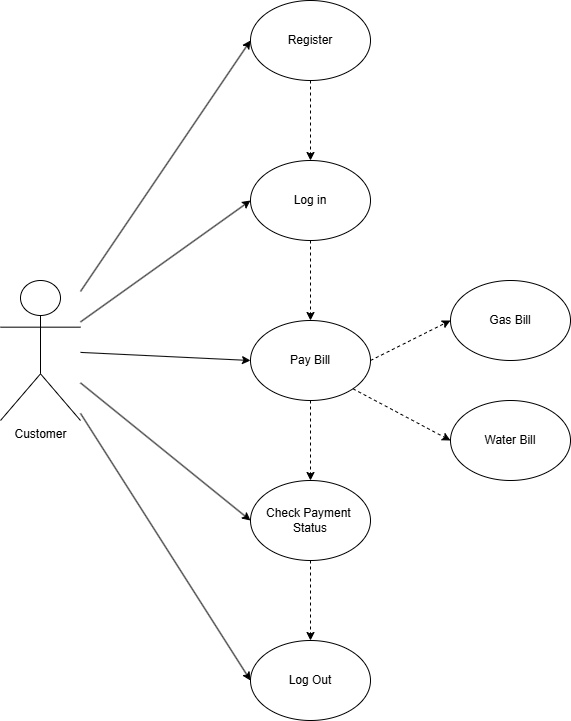 Register
Log in
Pay Bill
Gas Bill
Water Bill
Customer
Check Payment
Status
Log Out